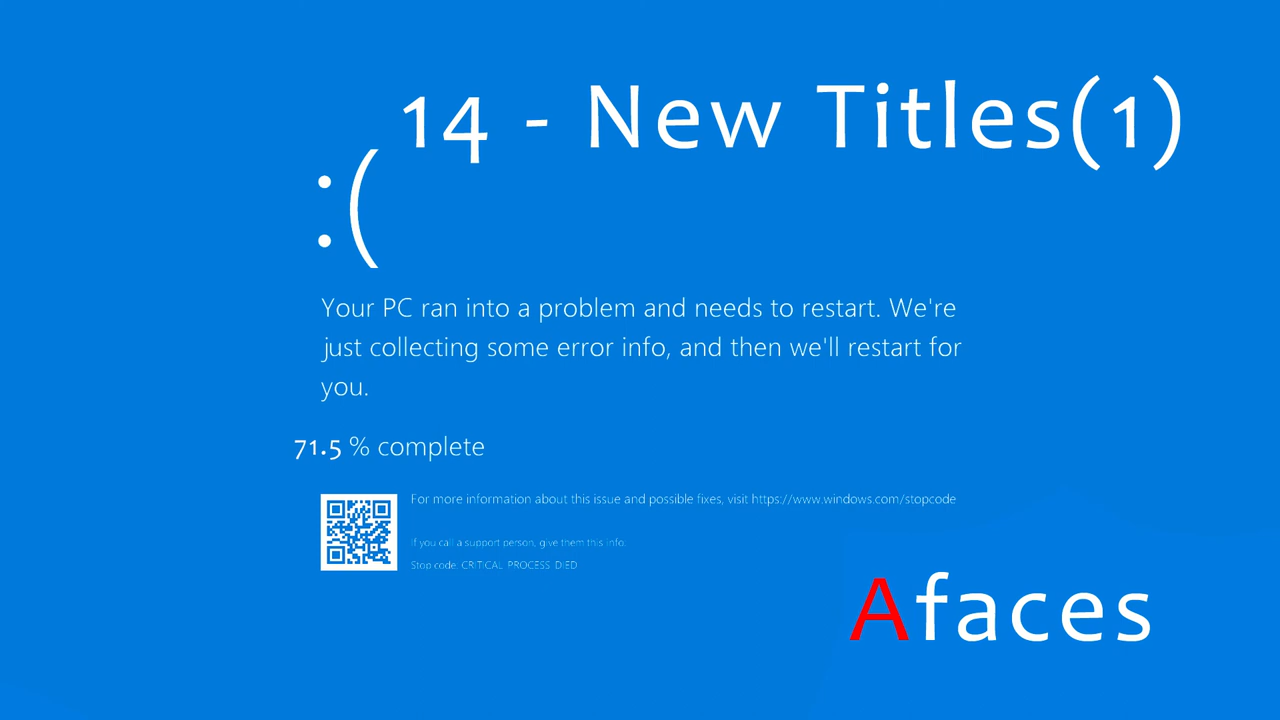 14 - New Titles(1)
:(
Your PC ran into a problem and needs to restart. We're
just collecting some error info, and then we'll restart for
you.
71.5 % complete
For more information about this issue and possible fixes, visit https://www.windows.com/stopcode
If you call a support person, give them this info.
Stop code: CRITICAL_PROCESS_DIED
Afaces